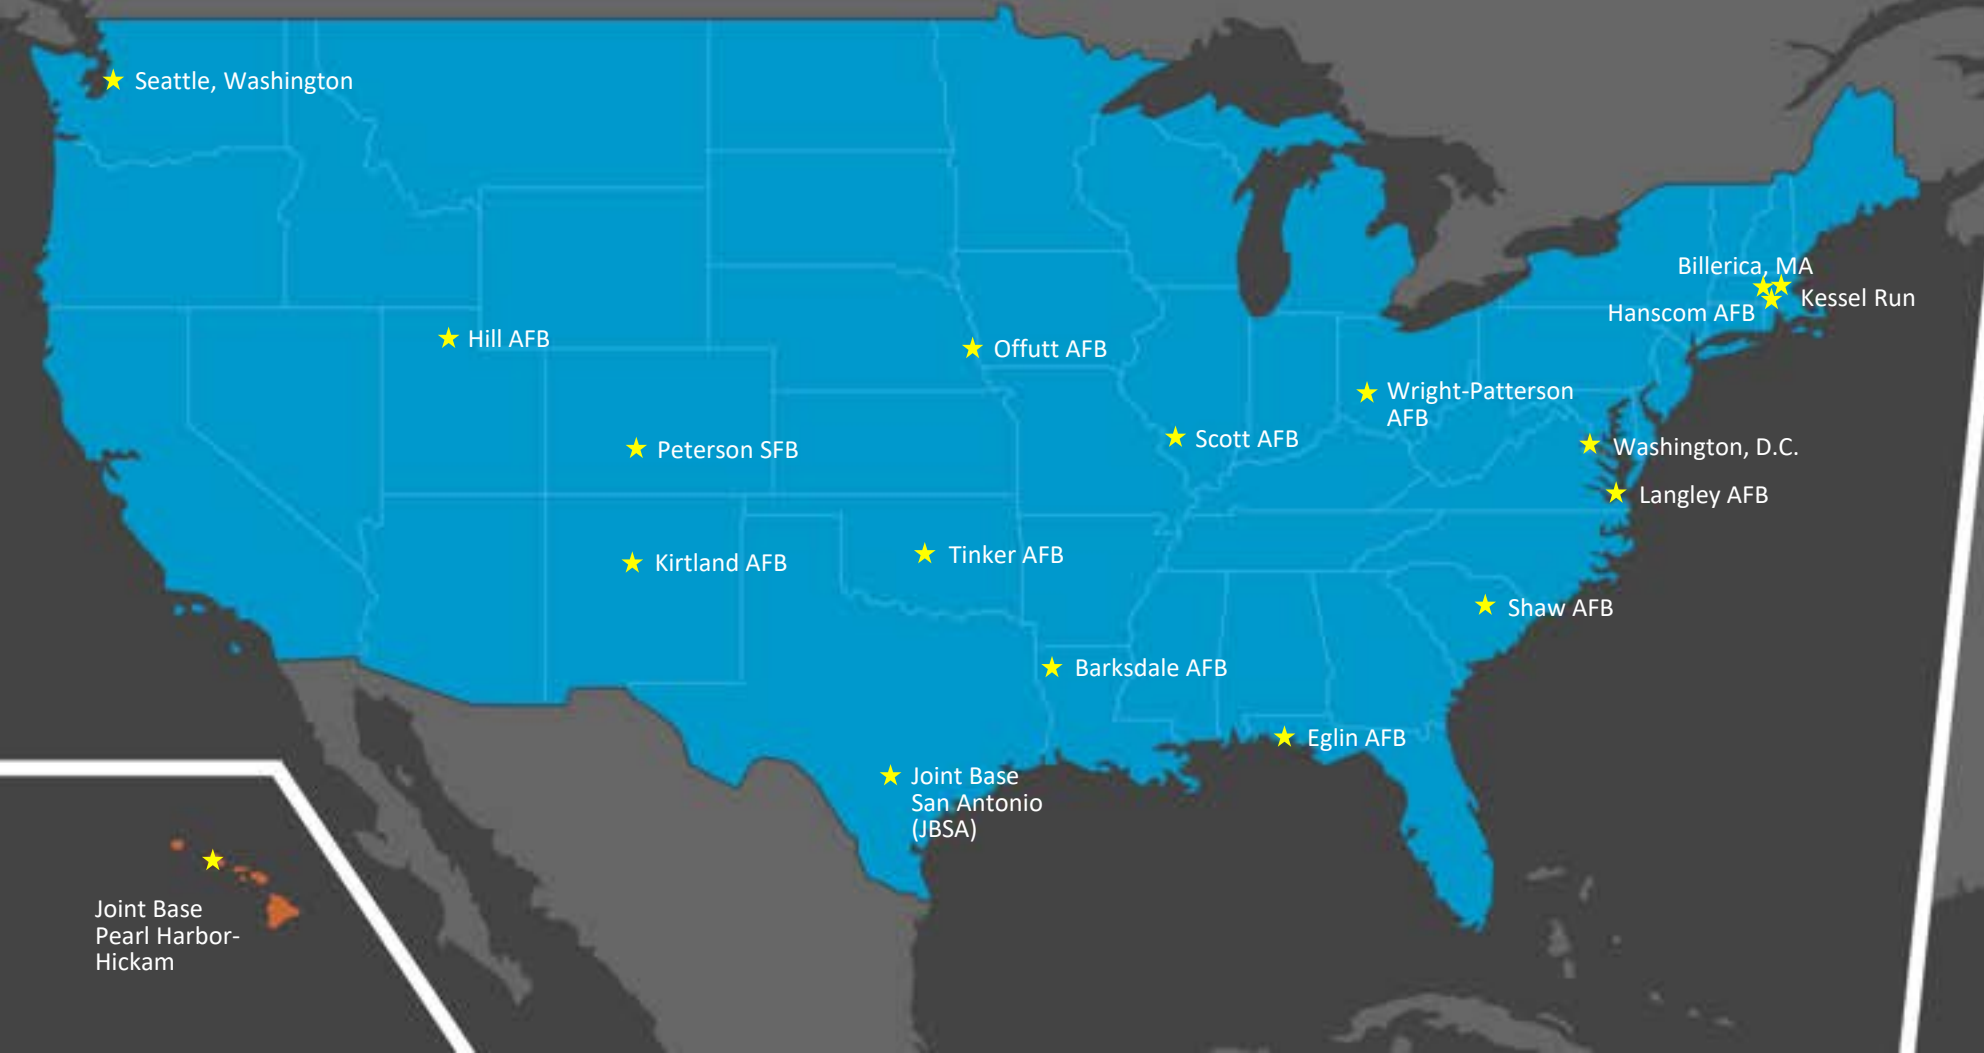 Seattle, Washington
Billerica, MA
Kessel Run
Hanscom AFB
Hill AFB
Offutt AFB
Wright-Patterson
AFB
Scott AFB
Peterson SFB
Washington, D.C.
Langley AFB
Kirtland AFB
Tinker AFB
Shaw AFB
Barksdale AFB
Eglin AFB
Joint Base
San Antonio
(JBSA)
Joint Base
Pearl Harbor-
Hickam